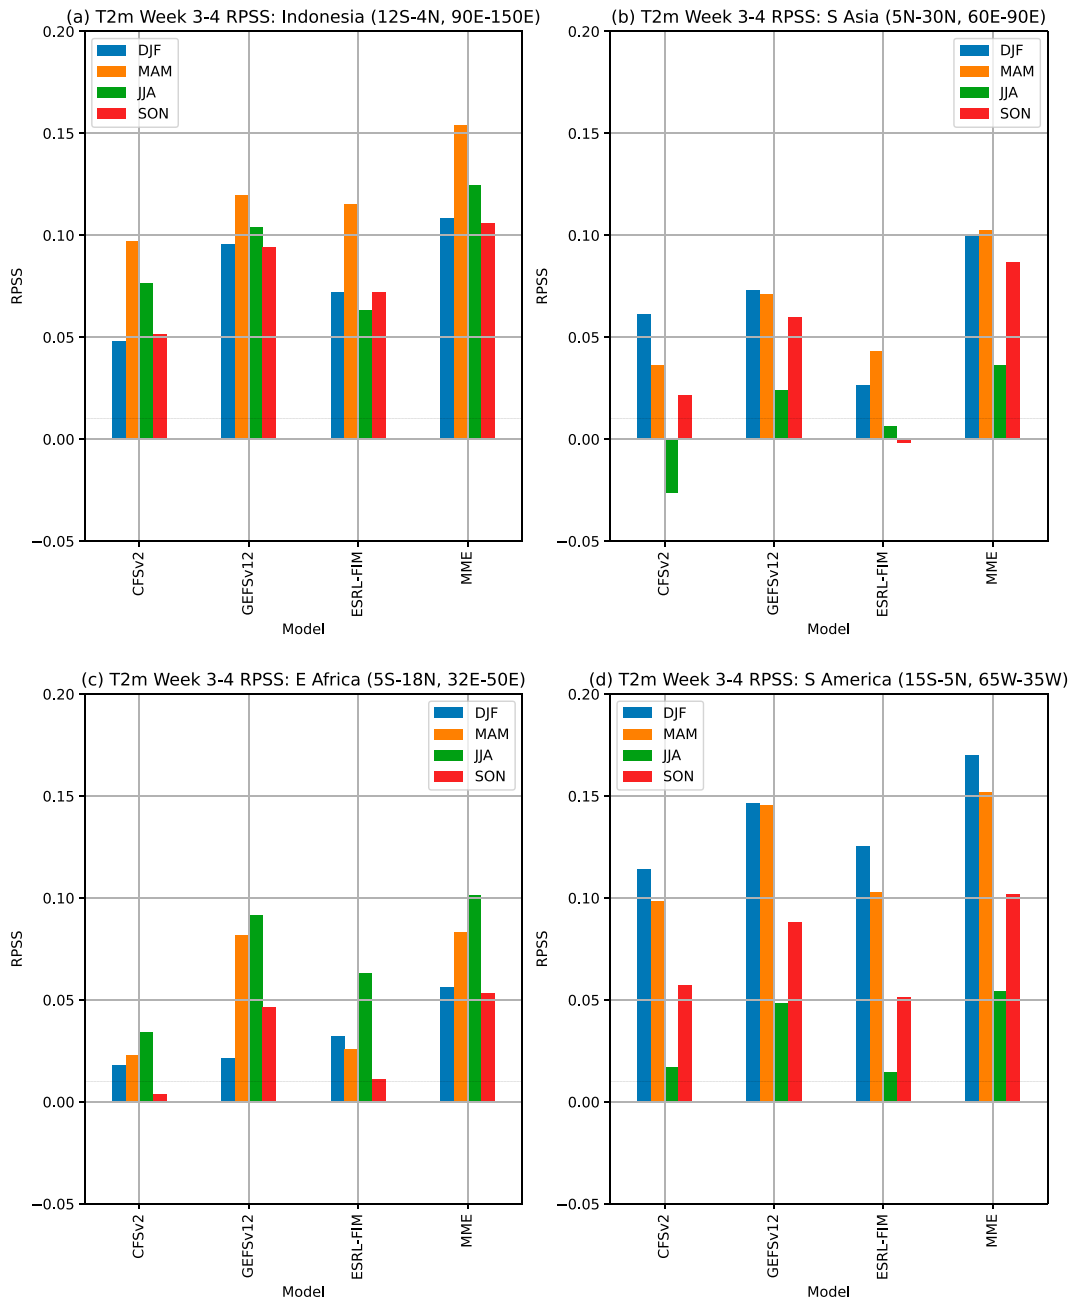 (a) T2m Week 3-4 RPSS: Indonesia (12S-4N, 90E-150E)
0.20
0.15
0.10
0.05
0.00
−0.05
RPSS
DJF
MAM
JJA
SON
CFSv2
GEFSv12
ESRL-FIM
MME
Model
(b) T2m Week 3-4 RPSS: S Asia (5N-30N, 60E-90E)
0.20
0.15
0.10
0.05
0.00
−0.05
RPSS
DJF
MAM
JJA
SON
CFSv2
GEFSv12
ESRL-FIM
MME
Model
(c) T2m Week 3-4 RPSS: E Africa (5S-18N, 32E-50E)
0.20
0.15
0.10
0.05
0.00
−0.05
RPSS
DJF
MAM
JJA
SON
CFSv2
GEFSv12
ESRL-FIM
MME
Model
(d) T2m Week 3-4 RPSS: S America (15S-5N, 65W-35W)
0.20
0.15
0.10
0.05
0.00
−0.05
RPSS
DJF
MAM
JJA
SON
CFSv2
GEFSv12
ESRL-FIM
MME
Model